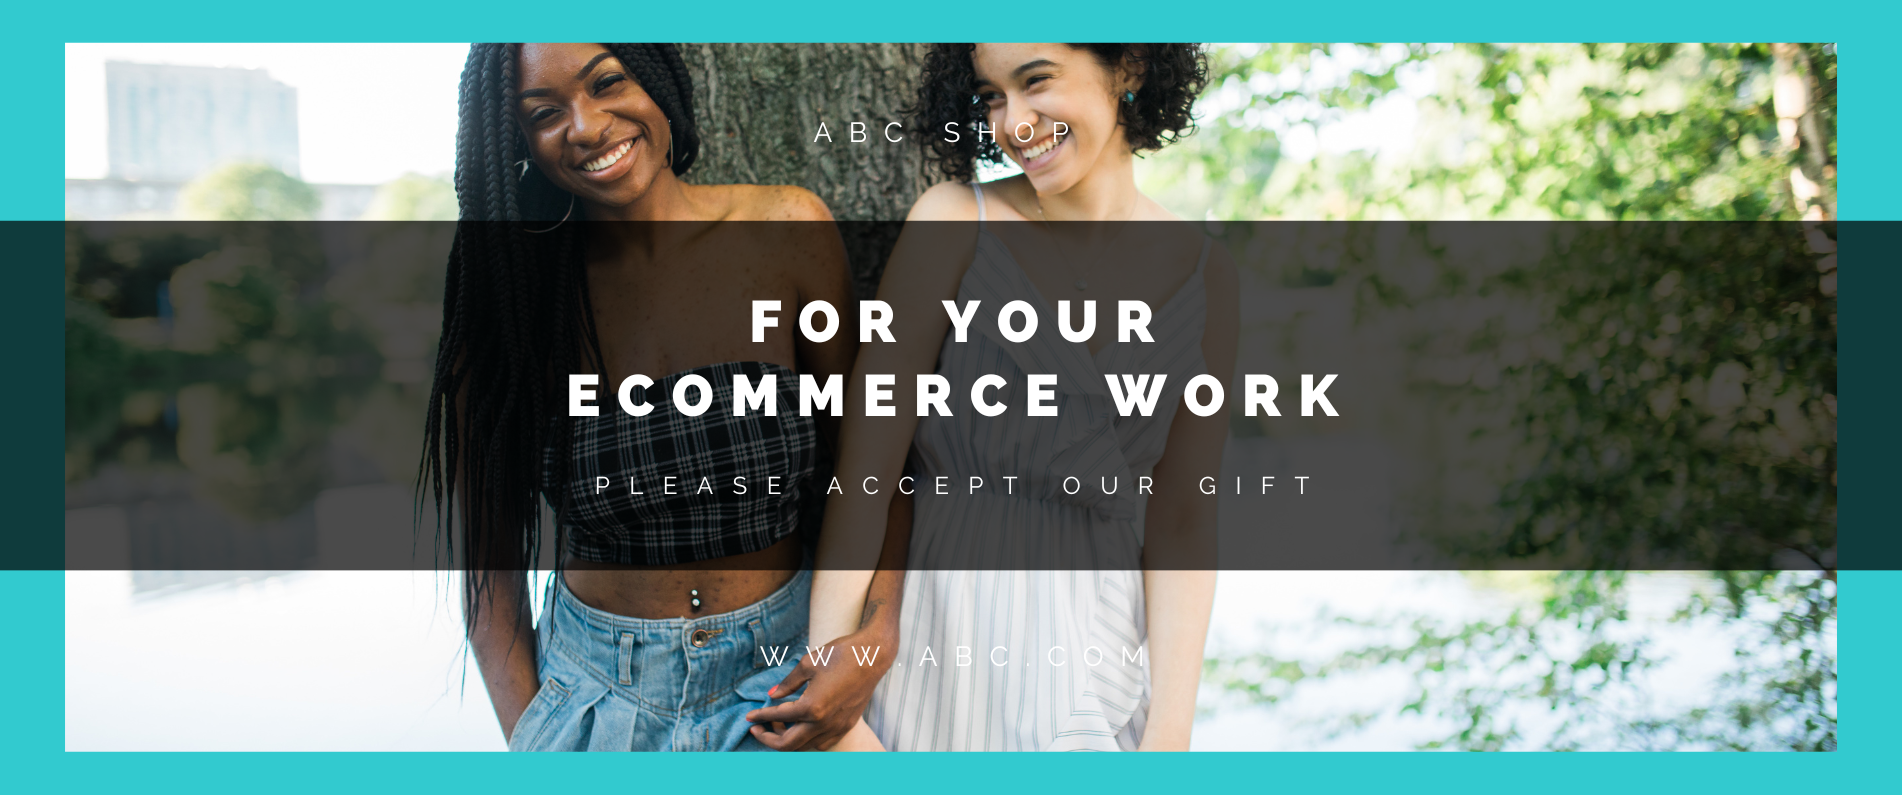 ABC SHOP
FOR YOUR
ECOMMERCE WORK
PLEASE ACCEPT OUR GIFT
WWW.ABC.COM